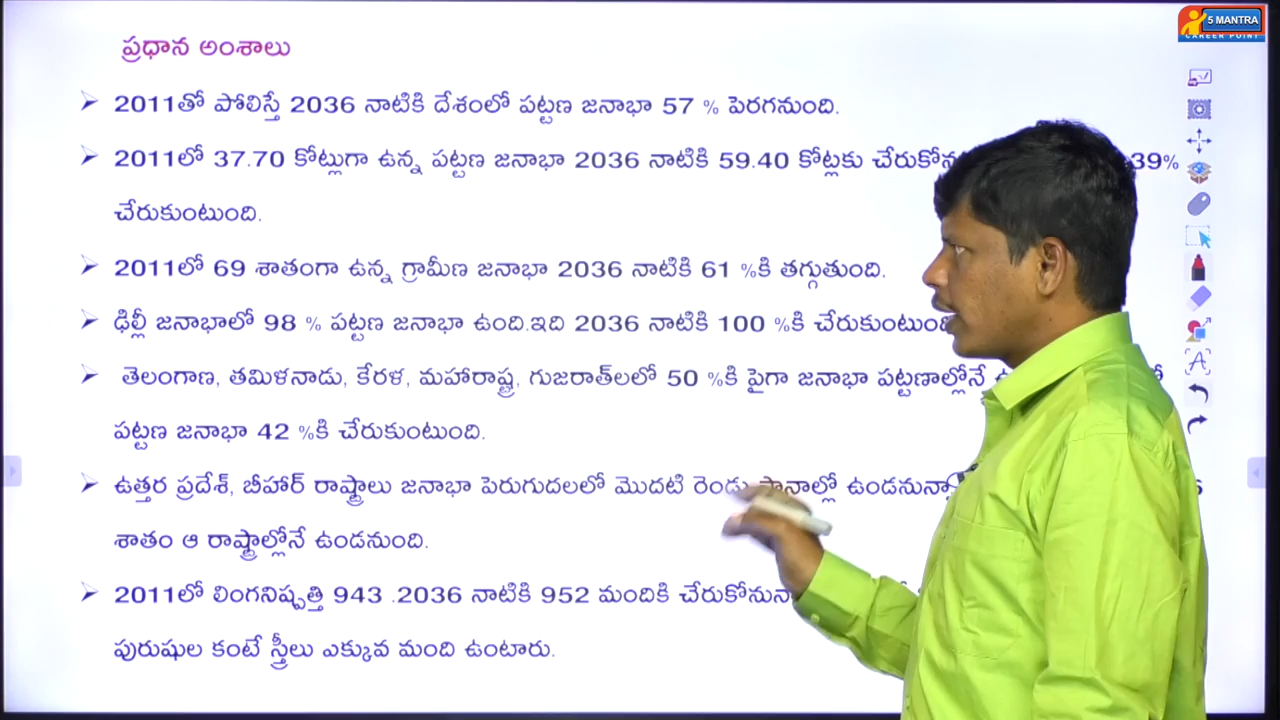 5 MANTRA
CAREER POINT
ప్రధాన అంశాలు
➢ 2011తో పోలిస్తే 2036 నాటికి దేశంలో పట్టణ జనాభా 57 % పెరగనుంది.
➢ 2011లో 37.70 కోట్లుగా ఉన్న పట్టణ జనాభా 2036 నాటికి 59.40 కోట్లకు 39%
చేరుకుంటుంది.
➢ 2011లో 69 శాతంగా ఉన్న గ్రామీణ జనాభా 2036 నాటికి 61 %కి తగ్గుతుంది.
➢ ఢిల్లీ జనాభాలో 98 % పట్టణ జనాభా ఉంది.ఇది 2036 నాటికి 100 %కి
➢ తెలంగాణ, తమిళనాడు, కేరళ, మహారాష్ట్ర, గుజరాత్‌లలో 50 %కి పైగా జనాభా పట్టణాల్లోనే
పట్టణ జనాభా 42 %కి చేరుకుంటుంది.
➢ ఉత్తర ప్రదేశ్, బీహార్ రాష్ట్రాలు జనాభా పెరుగుదలలో మొదటి రెండు స్థానాల్లో
శాతం ఆ రాష్ట్రాల్లోనే ఉండనుంది.
➢ 2011లో లింగనిష్పత్తి 943 .2036 నాటికి 952 మందికి
పురుషుల కంటే స్త్రీలు ఎక్కువ మంది ఉంటారు.